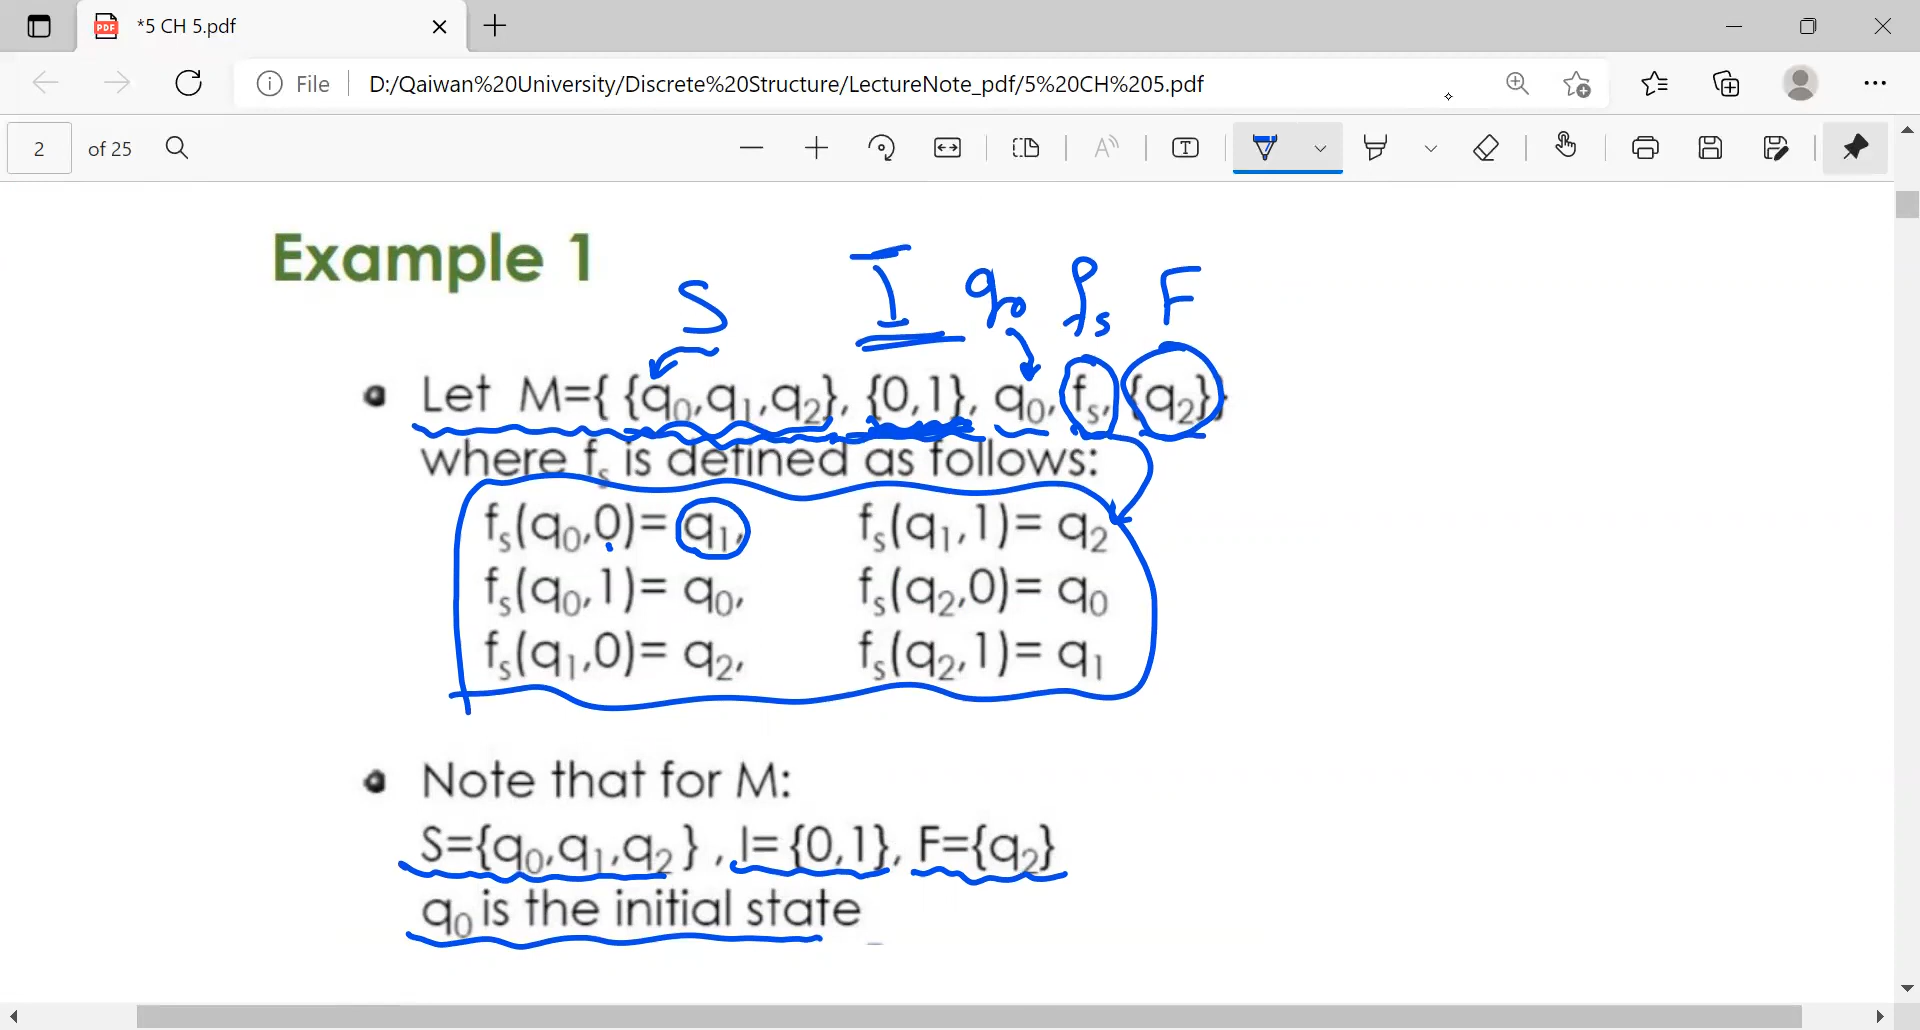 *5 CH 5.pdf
File D:/Qaiwan%20University/Discrete%20Structure/LectureNote_pdf/5%20CH%205.pdf
2 of 25
Example 1
S I q₀ fs F
Let M={ {q₀,q₁,q₂}, {0,1}, q₀, fₛ, {q₂}}
where fₛ is defined as follows:
fₛ(q₀,0)= q₁, fₛ(q₁,1)= q₂
fₛ(q₀,1)= q₀, fₛ(q₂,0)= q₀
fₛ(q₁,0)= q₂, fₛ(q₂,1)= q₁
Note that for M:
S={q₀,q₁,q₂} , I={0,1}, F={q₂}
q₀ is the initial state